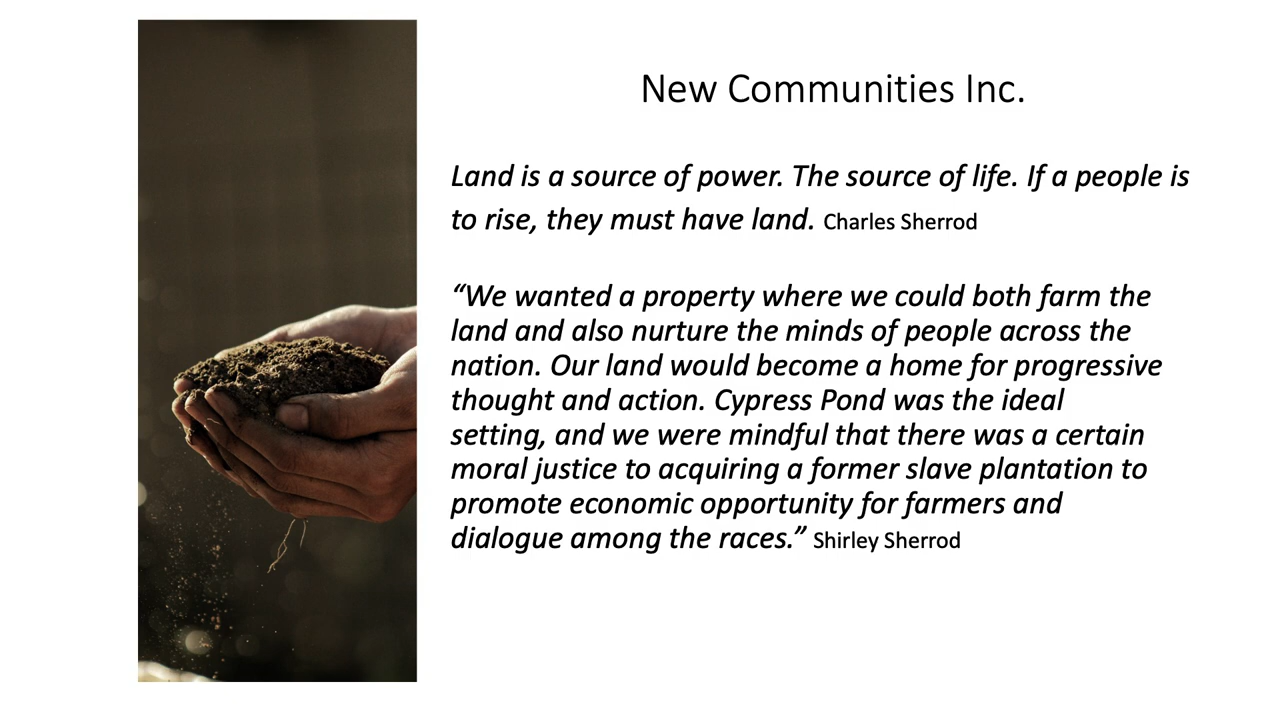 New Communities Inc.
Land is a source of power. The source of life. If a people is
to rise, they must have land. Charles Sherrod
“We wanted a property where we could both farm the
land and also nurture the minds of people across the
nation. Our land would become a home for progressive
thought and action. Cypress Pond was the ideal
setting, and we were mindful that there was a certain
moral justice to acquiring a former slave plantation to
promote economic opportunity for farmers and
dialogue among the races.” Shirley Sherrod